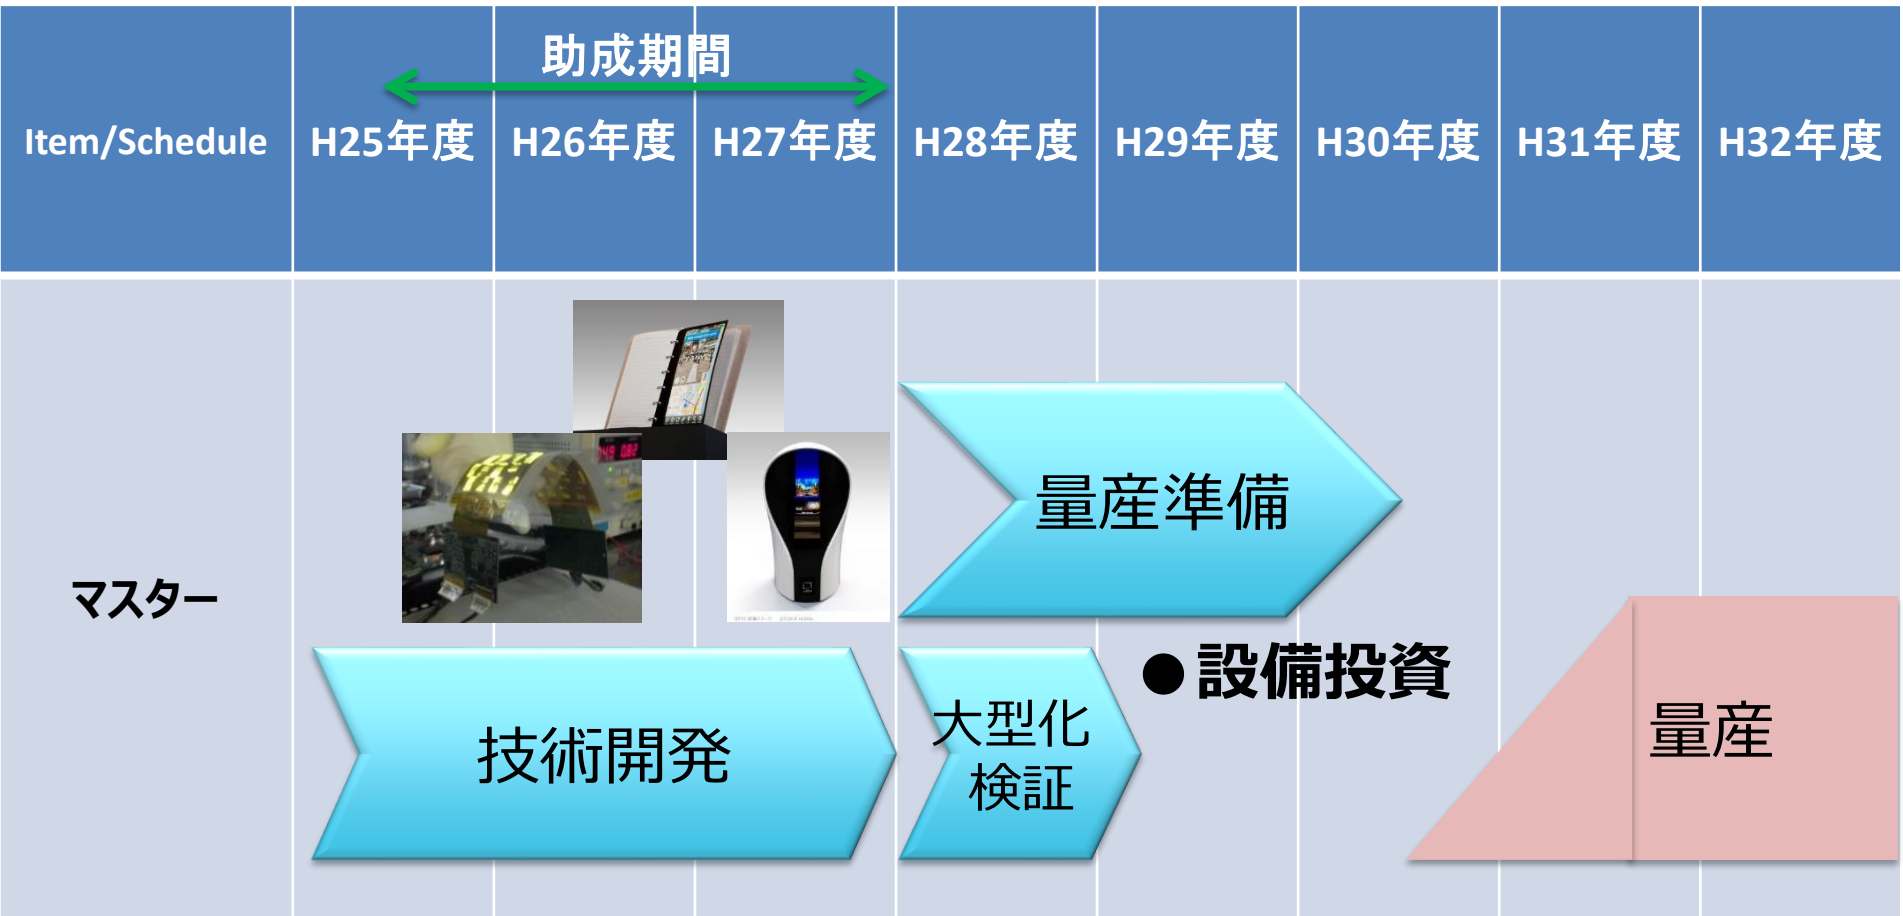 助成期間
Item/Schedule
H25年度
H26年度
H27年度
H28年度
H29年度
H30年度
H31年度
H32年度
マスター
量産準備
●設備投資
技術開発
大型化
検証
量産